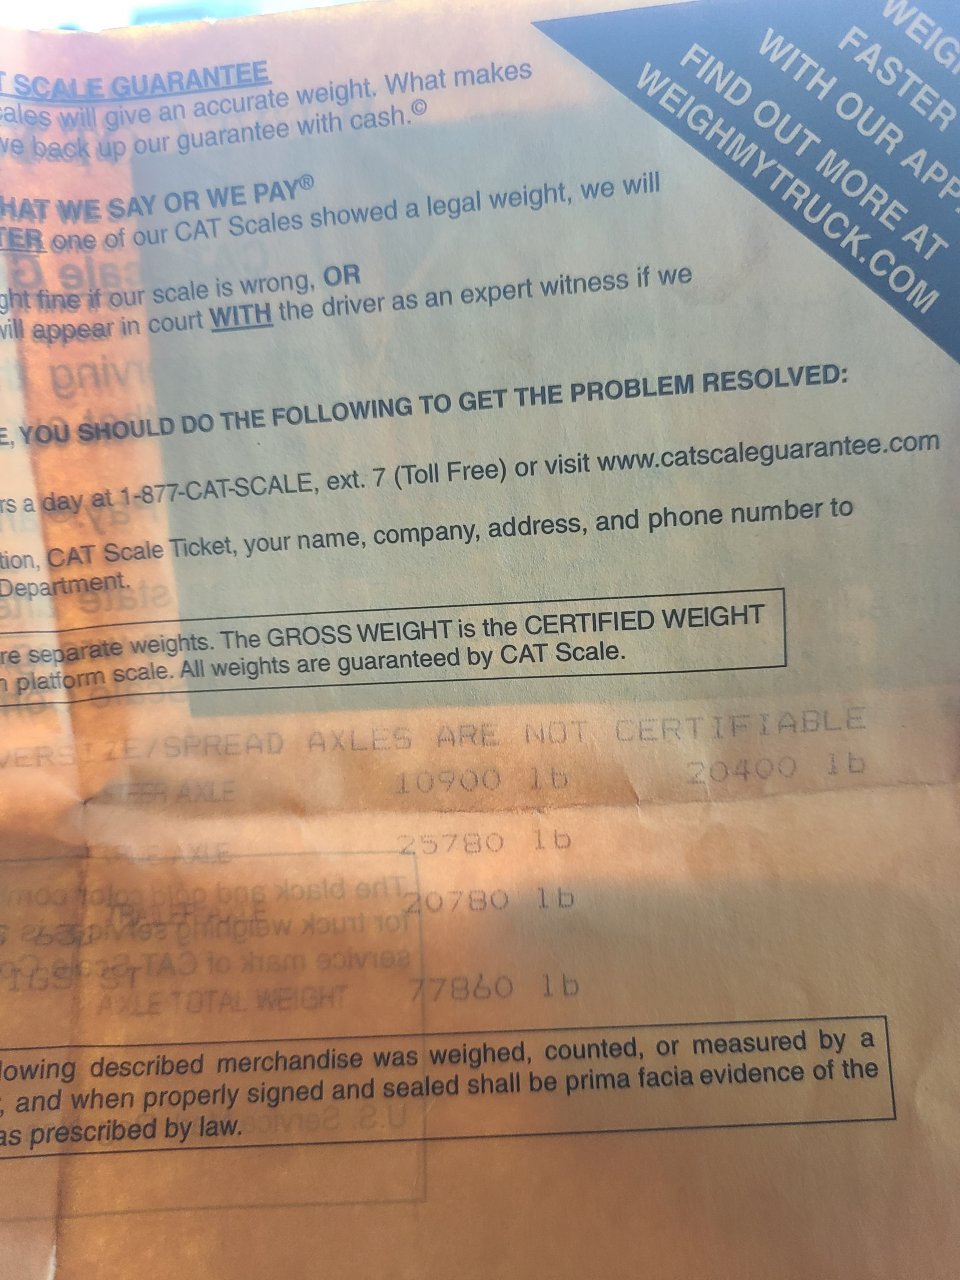 T SCALE GUARANTEE
ales will give an accurate weight. What makes
ve back up our guarantee with cash.©
HAT WE SAY OR WE PAY®
TER one of our CAT Scales showed a legal weight, we will
ght fine if our scale is wrong, OR
will appear in court WITH the driver as an expert witness if we
E, YOU SHOULD DO THE FOLLOWING TO GET THE PROBLEM RESOLVED:
rs a day at 1-877-CAT-SCALE, ext. 7 (Toll Free) or visit www.catscaleguarantee.com
tion, CAT Scale Ticket, your name, company, address, and phone number to
Department.
re separate weights. The GROSS WEIGHT is the CERTIFIED WEIGHT
n platform scale. All weights are guaranteed by CAT Scale.
WEIG
FASTER
WITH OUR APP.
FIND OUT MORE AT
WEIGHMYTRUCK.COM
VERSIZE/SPREAD AXLES ARE NOT CERTIFIABLE
AXLE 10900 lb 20400 lb
AXLE 25780 lb
20780 lb
AXLE TOTAL WEIGHT 77860 lb
lowing described merchandise was weighed, counted, or measured by a
, and when properly signed and sealed shall be prima facia evidence of the
as prescribed by law.